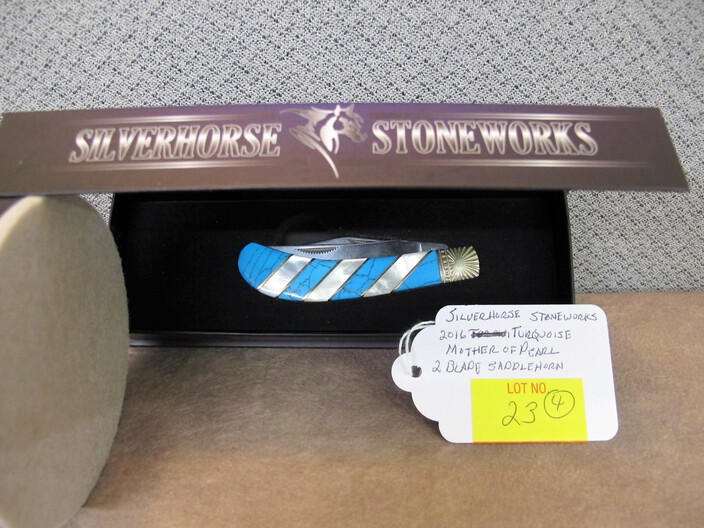 SILVERHORSE STONEWORKS
SILVERHORSE STONEWORKS
2016 TURQUOISE
MOTHER OF PEARL
2 BLADE SADDLEHORN
LOT NO.
23 4